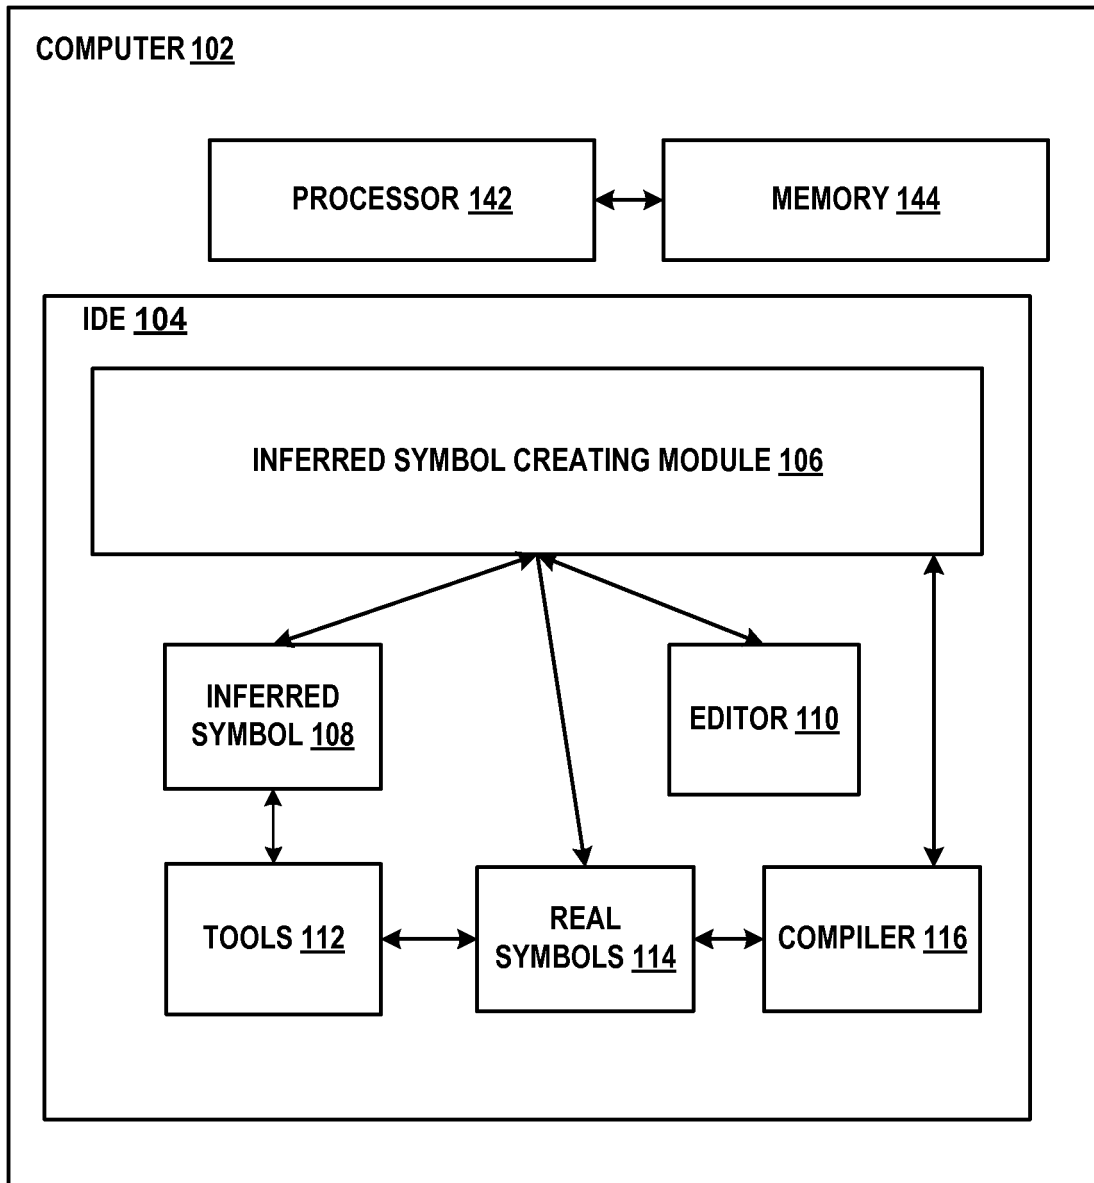 COMPUTER 102
PROCESSOR 142
MEMORY 144
IDE 104
INFERRED SYMBOL CREATING MODULE 106
INFERRED
SYMBOL 108
EDITOR 110
TOOLS 112
REAL
SYMBOLS 114
COMPILER 116